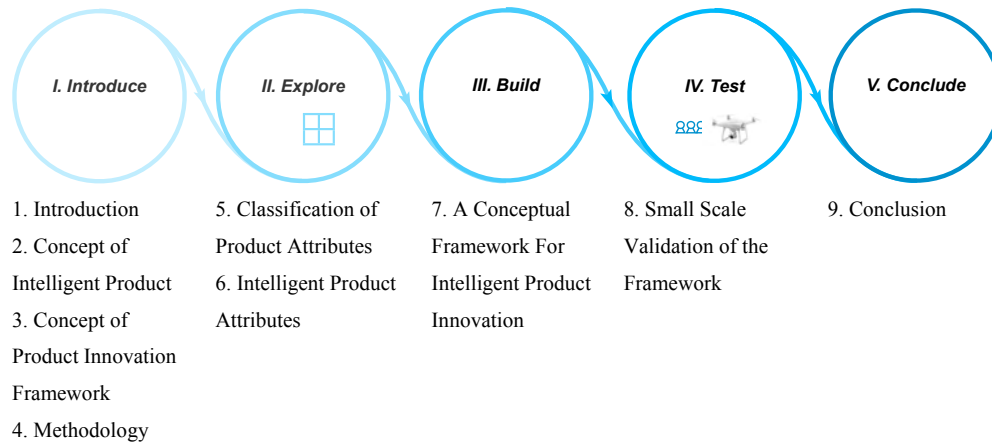 I. Introduce
II. Explore
III. Build
IV. Test
V. Conclude
1. Introduction
2. Concept of
Intelligent Product
3. Concept of
Product Innovation
Framework
4. Methodology
5. Classification of
Product Attributes
6. Intelligent Product
Attributes
7. A Conceptual
Framework For
Intelligent Product
Innovation
8. Small Scale
Validation of the
Framework
9. Conclusion